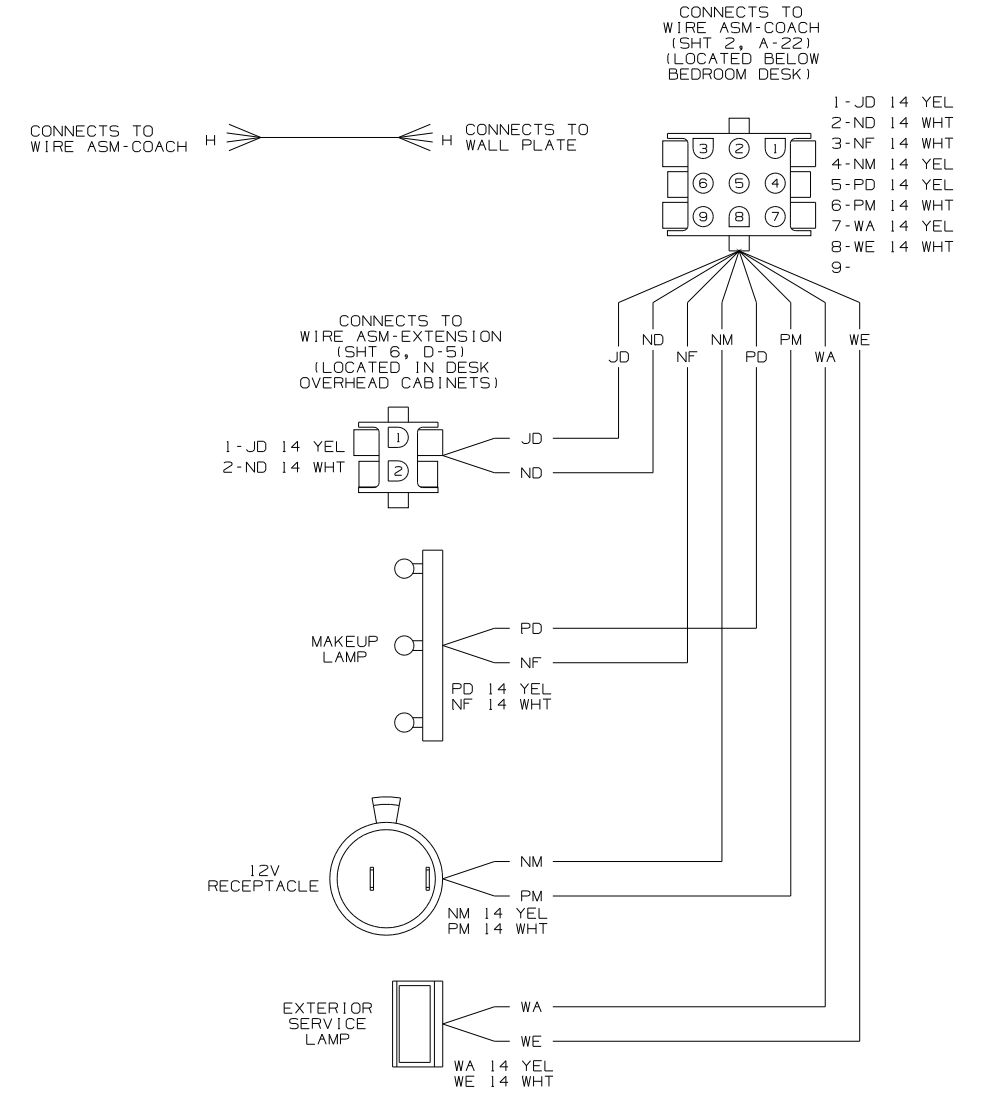 CONNECTS TO
WIRE ASM-COACH
(SHT 2, A-22)
(LOCATED BELOW
BEDROOM DESK)
1-JD 14 YEL
2-ND 14 WHT
3-NF 14 WHT
4-NM 14 YEL
5-PD 14 YEL
6-PM 14 WHT
7-WA 14 YEL
8-WE 14 WHT
9-
CONNECTS TO
WIRE ASM-COACH
H
H
CONNECTS TO
WALL PLATE
3 2 1
6 5 4
9 8 7
JD
ND
NF
NM
PD
PM
WA
WE
CONNECTS TO
WIRE ASM-EXTENSION
(SHT 6, D-5)
(LOCATED IN DESK
OVERHEAD CABINETS)
1-JD 14 YEL
2-ND 14 WHT
1
2
JD
ND
MAKEUP
LAMP
PD
NF
PD 14 YEL
NF 14 WHT
12V
RECEPTACLE
NM
PM
NM 14 YEL
PM 14 WHT
EXTERIOR
SERVICE
LAMP
WA
WE
WA 14 YEL
WE 14 WHT